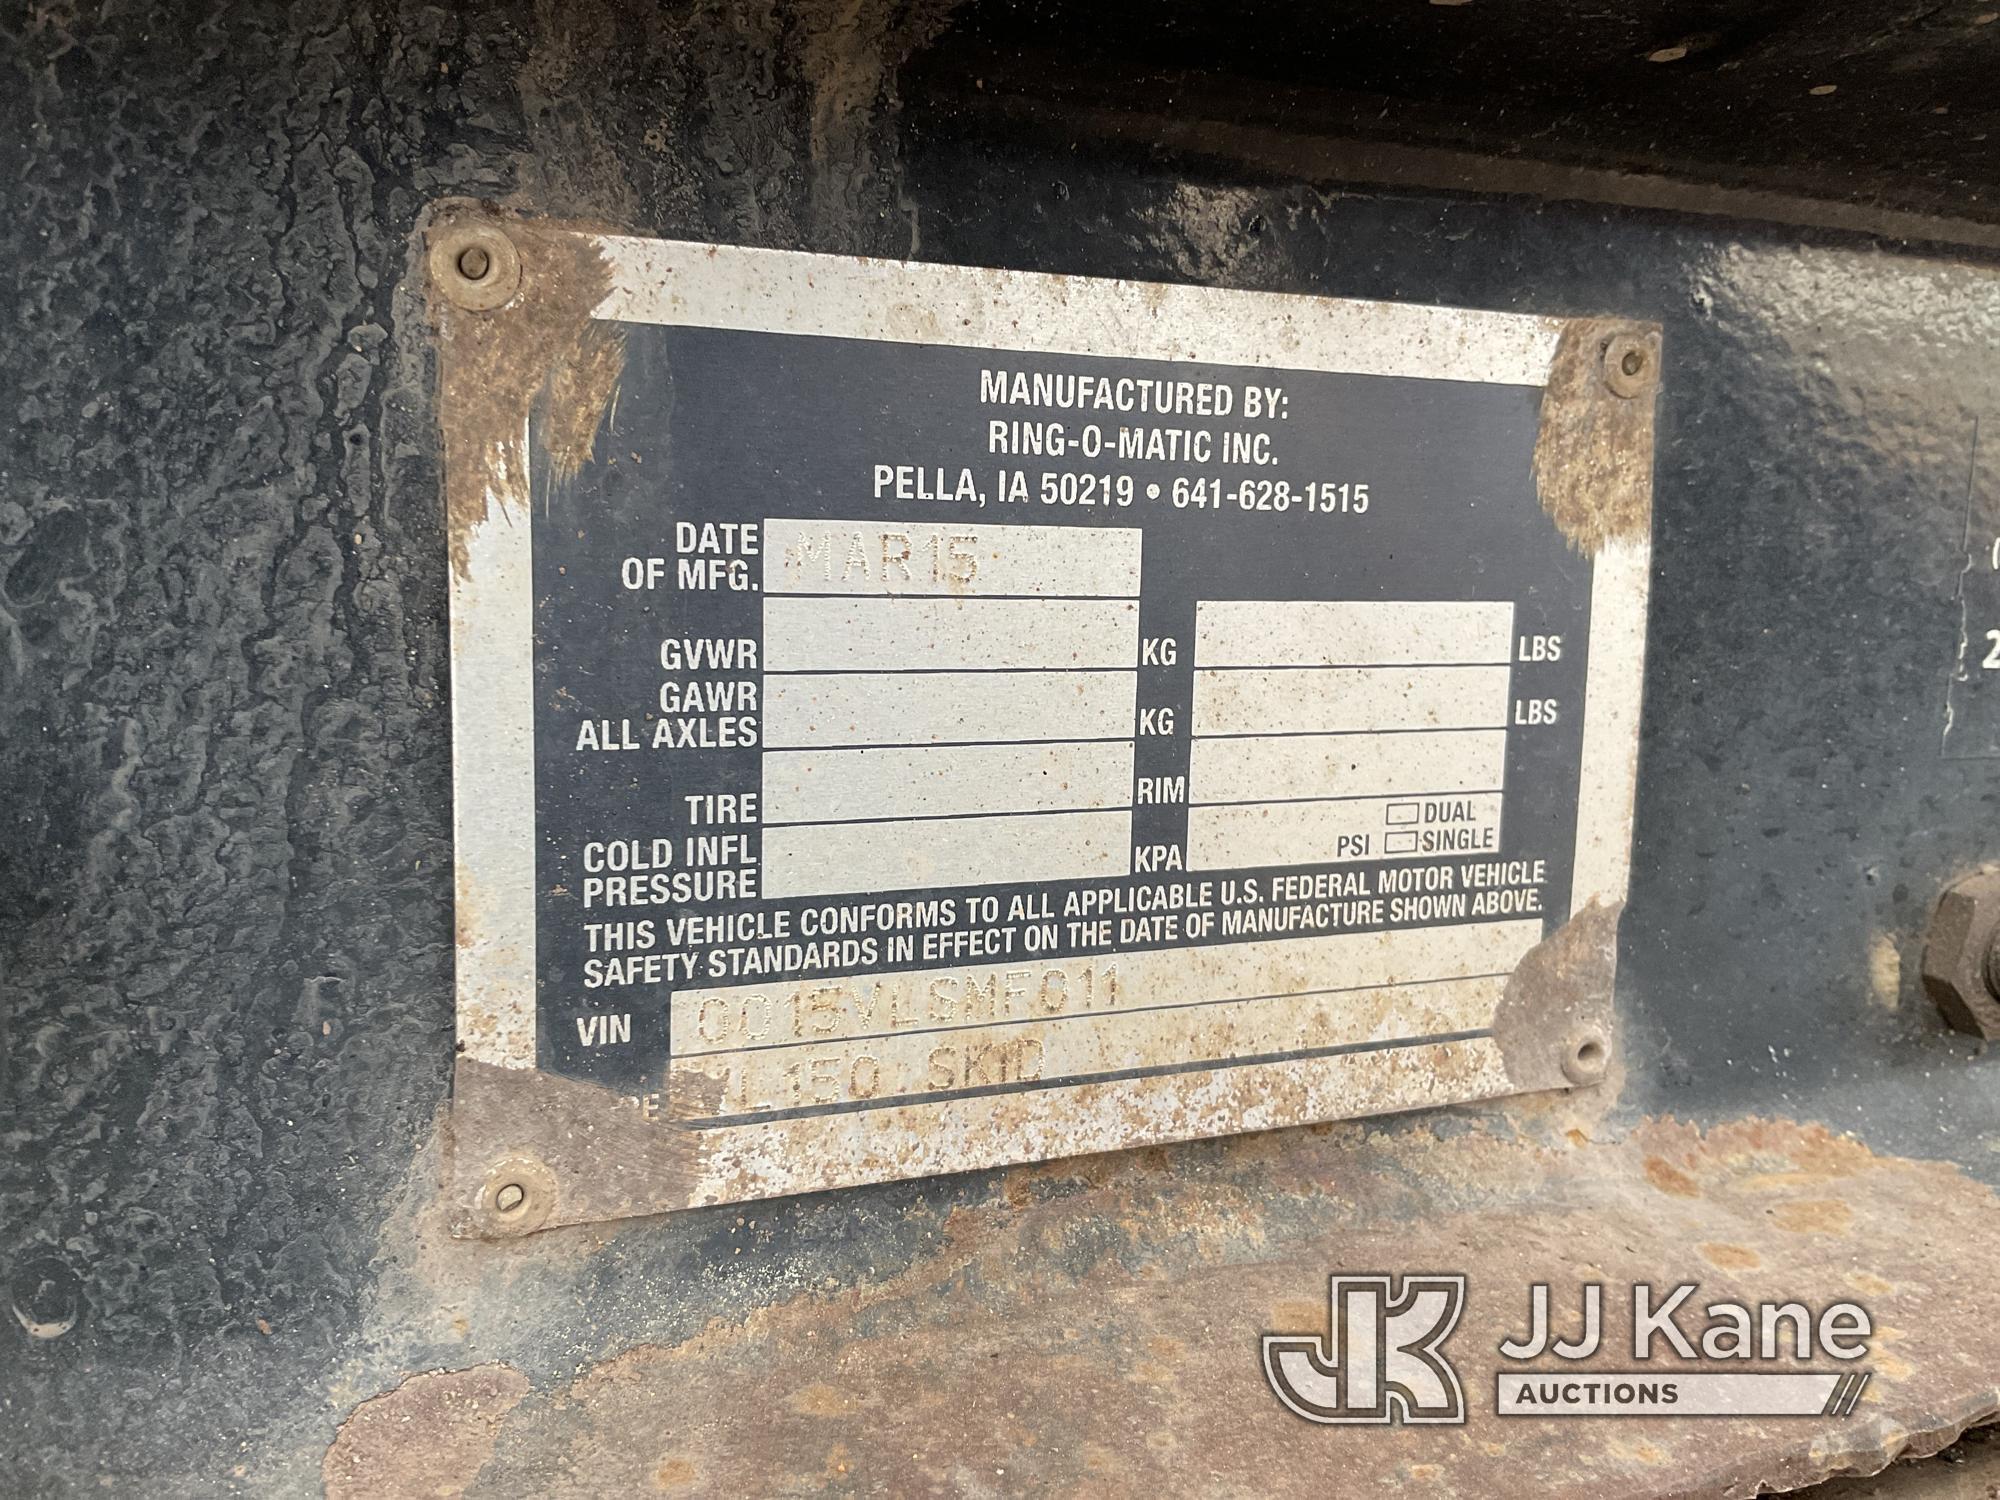 MANUFACTURED BY:
RING-O-MATIC INC.
PELLA, IA 50219 • 641-628-1515
DATE
OF MFG. MAR15
GVWR KG LBS
GAWR
ALL AXLES KG LBS
TIRE RIM
COLD INFL
PRESSURE KPA PSI DUAL
SINGLE
THIS VEHICLE CONFORMS TO ALL APPLICABLE U.S. FEDERAL MOTOR VEHICLE
SAFETY STANDARDS IN EFFECT ON THE DATE OF MANUFACTURE SHOWN ABOVE.
VIN 0015VLSMF011
150 SKID
JK JJ Kane
AUCTIONS